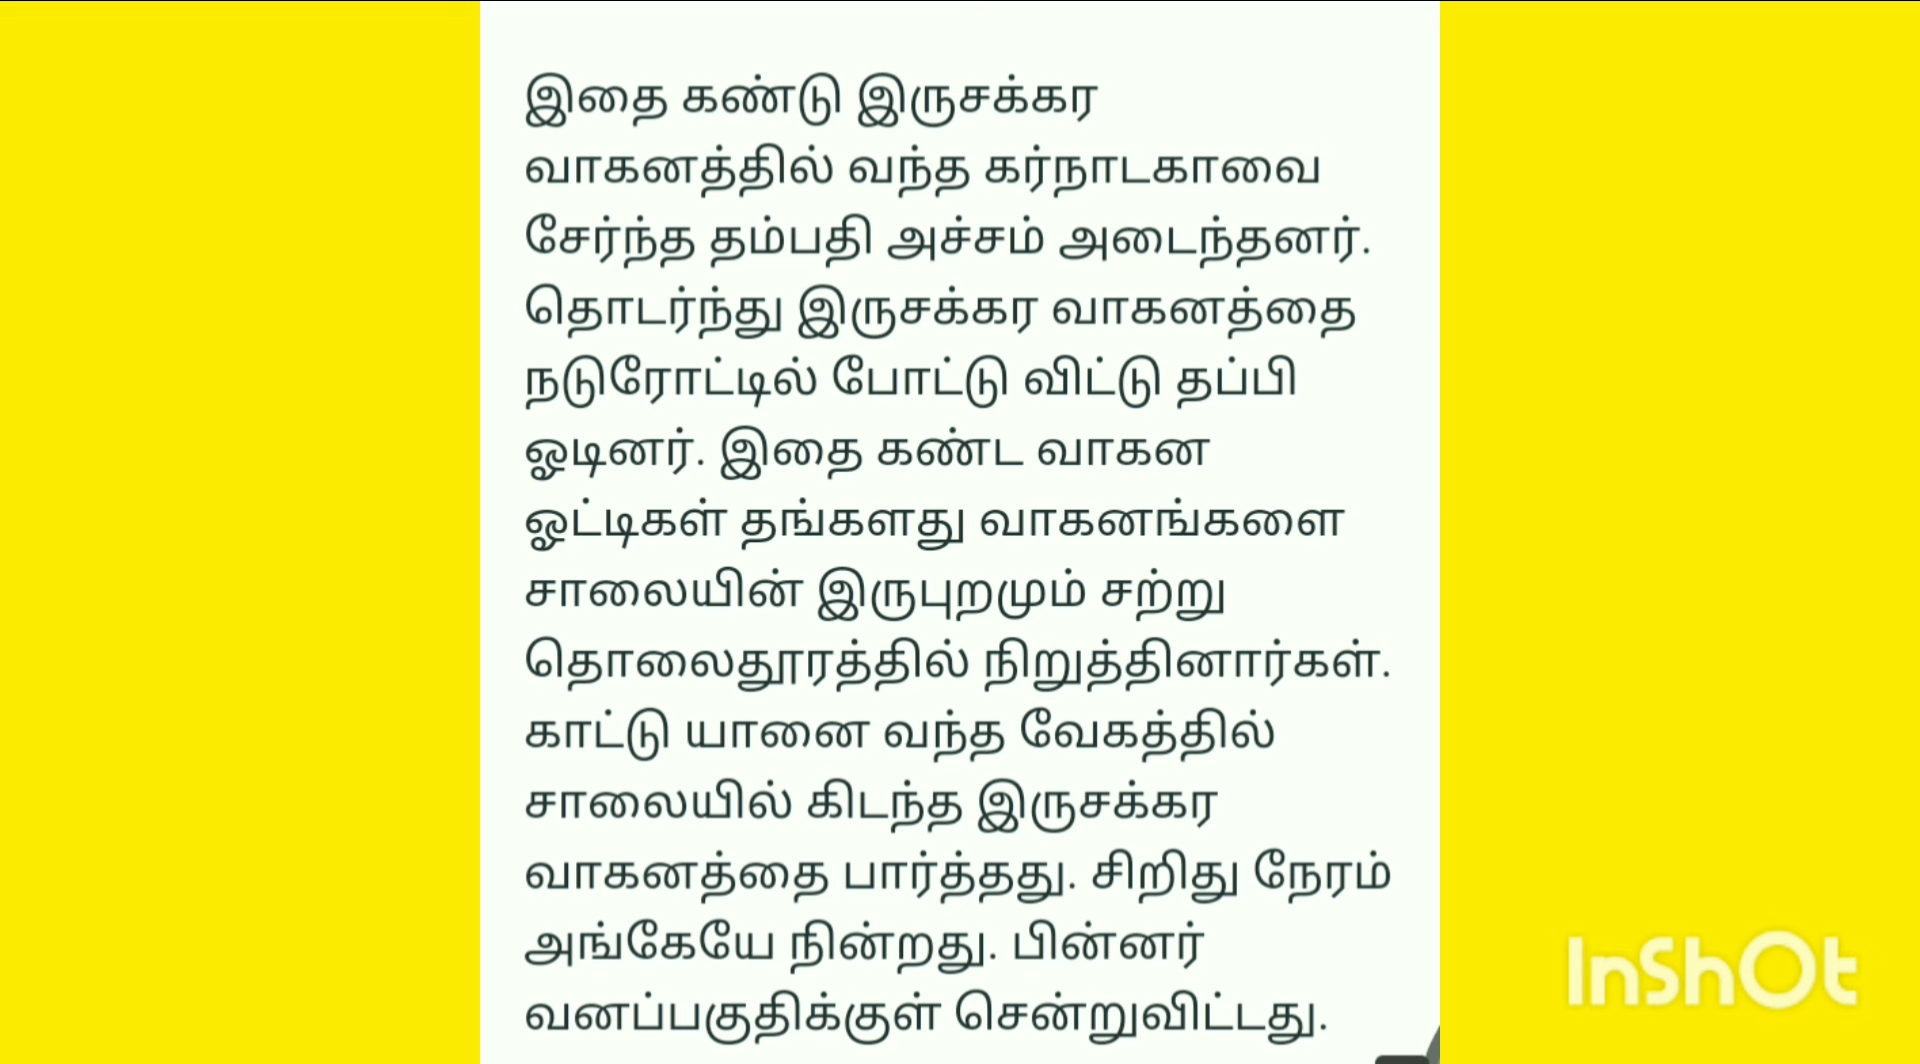 இதை கண்டு இருசக்கர
வாகனத்தில் வந்த கர்நாடகாவை
சேர்ந்த தம்பதி அச்சம் அடைந்தனர்.
தொடர்ந்து இருசக்கர வாகனத்தை
நடுரோட்டில் போட்டு விட்டு தப்பி
ஓடினர். இதை கண்ட வாகன
ஓட்டிகள் தங்களது வாகனங்களை
சாலையின் இருபுறமும் சற்று
தொலைதூரத்தில் நிறுத்தினார்கள்.
காட்டு யானை வந்த வேகத்தில்
சாலையில் கிடந்த இருசக்கர
வாகனத்தை பார்த்தது. சிறிது நேரம்
அங்கேயே நின்றது. பின்னர்
வனப்பகுதிக்குள் சென்றுவிட்டது.
InShOt